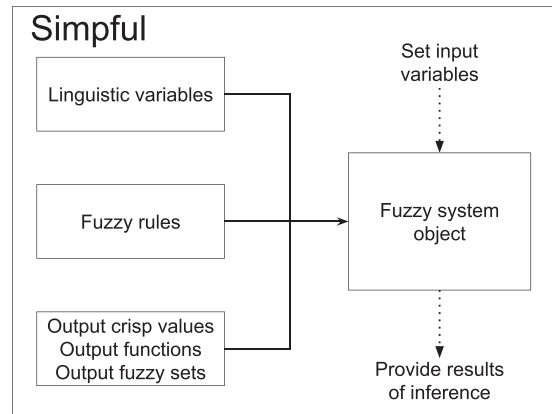 Simpful
Linguistic variables
Fuzzy rules
Output crisp values
Output functions
Output fuzzy sets
Set input
variables
Fuzzy system
object
Provide results
of inference